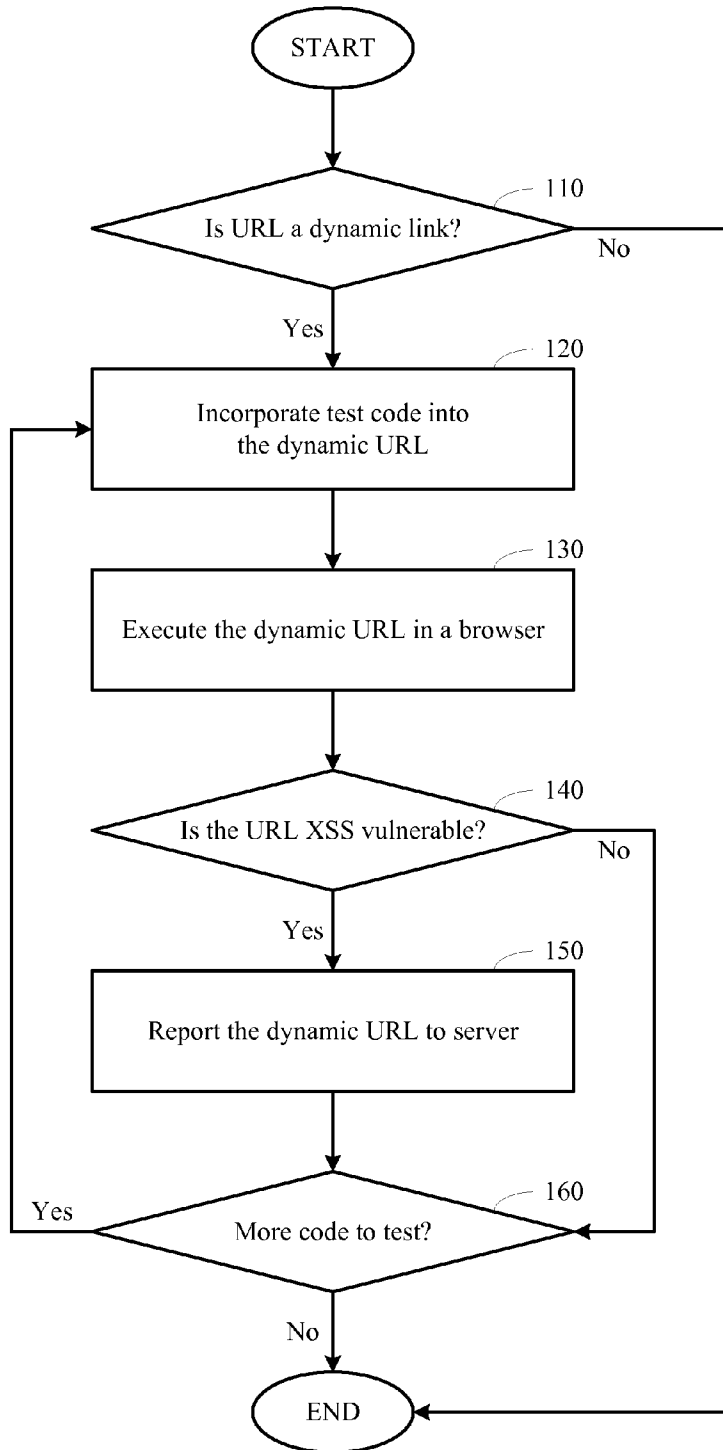 START
110
Is URL a dynamic link?
No
Yes
120
Incorporate test code into
the dynamic URL
130
Execute the dynamic URL in a browser
140
Is the URL XSS vulnerable?
No
Yes
150
Report the dynamic URL to server
160
Yes
More code to test?
No
END